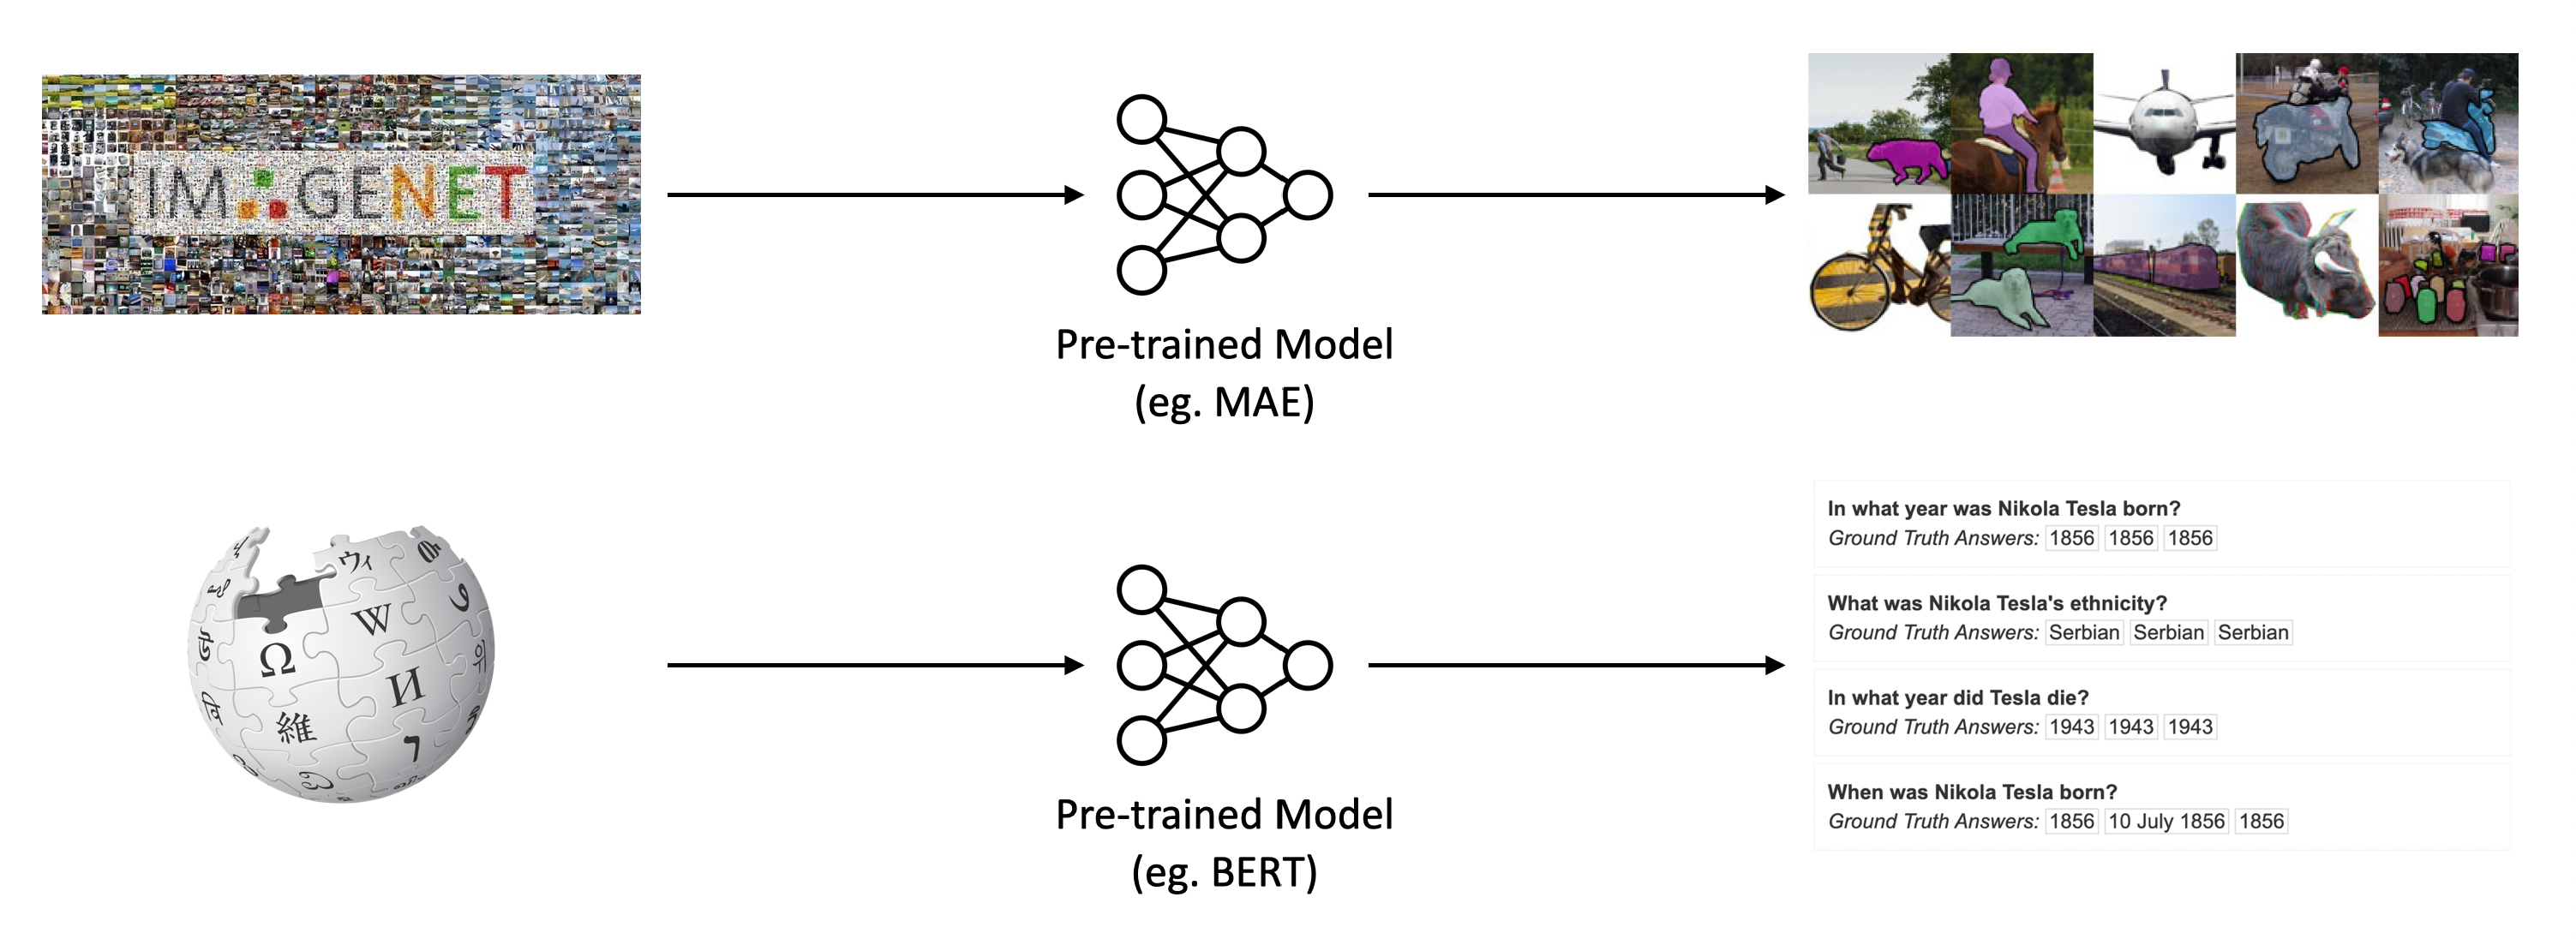 IMAGENET
Pre-trained Model
(eg. MAE)
Ω
W
И
維
ウィ
Pre-trained Model
(eg. BERT)
In what year was Nikola Tesla born?
Ground Truth Answers: 1856 1856 1856
What was Nikola Tesla's ethnicity?
Ground Truth Answers: Serbian Serbian Serbian
In what year did Tesla die?
Ground Truth Answers: 1943 1943 1943
When was Nikola Tesla born?
Ground Truth Answers: 1856 10 July 1856 1856